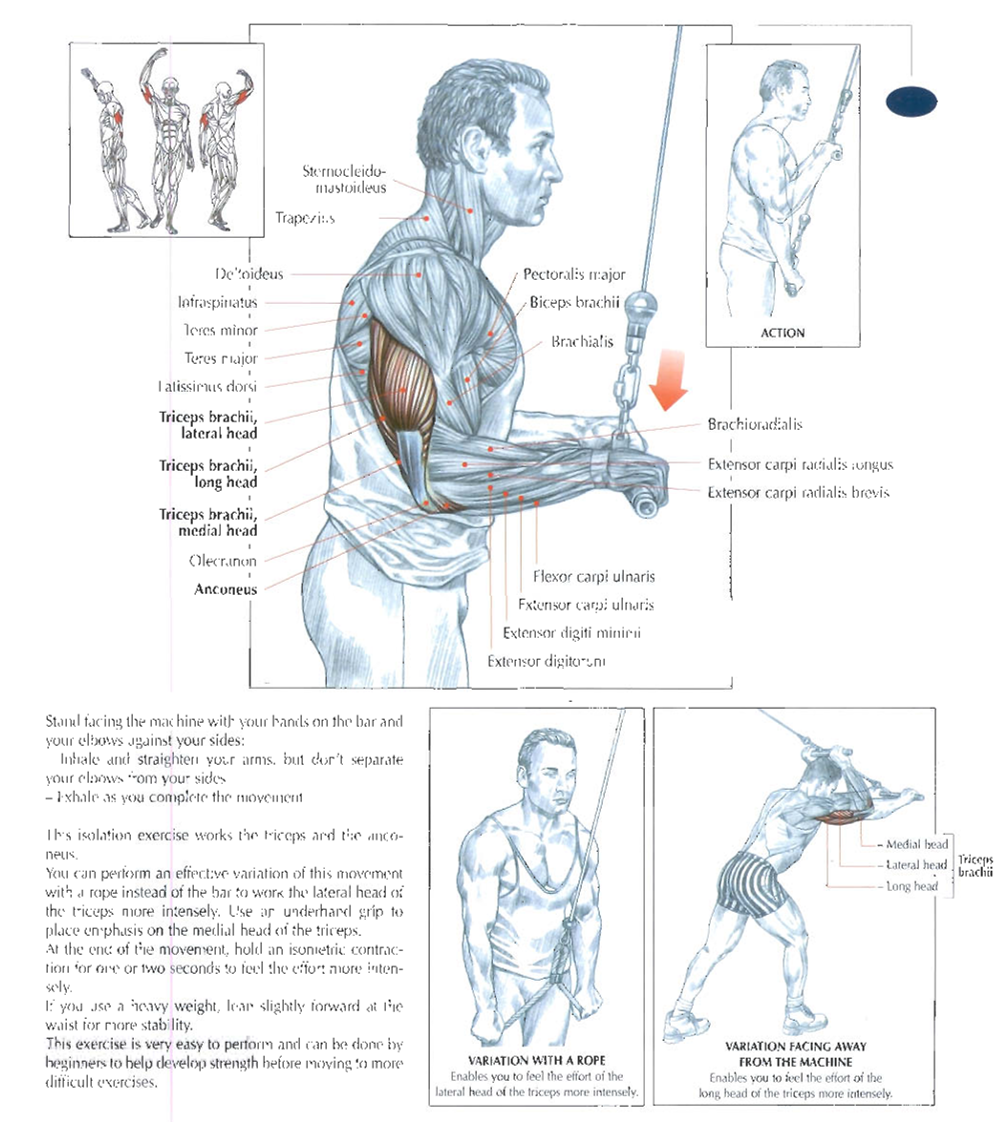 Sternocleido-
mastoideus
Trapezius
Deltoideus
Infraspinatus
Teres minor
Teres major
Latissimus dorsi
Triceps brachii,
lateral head
Triceps brachii,
long head
Triceps brachii,
medial head
Olecranon
Anconeus
Pectoralis major
Biceps brachii
Brachialis
ACTION
Brachioradialis
Extensor carpi radialis longus
Extensor carpi radialis brevis
Flexor carpi ulnaris
Extensor carpi ulnaris
Extensor digiti minimi
Extensor digitorum
Stand facing the machine with your hands on the bar and
your elbows against your sides:
Inhale and straighten your arms, but don't separate
your elbows from your sides
– Exhale as you complete the movement
This isolation exercise works the triceps and the anco-
neus.
You can perform an effective variation of this movement
with a rope instead of the bar to work the lateral head of
the triceps more intensely. Use an underhand grip to
place emphasis on the medial head of the triceps.
At the end of the movement, hold an isometric contrac-
tion for one or two seconds to feel the effort more inten-
sely.
If you use a heavy weight, lean slightly forward at the
waist for more stability.
This exercise is very easy to perform and can be done by
beginners to help develop strength before moving to more
difficult exercises.
VARIATION WITH A ROPE
Enables you to feel the effort of the
lateral head of the triceps more intensely.
Medial head
Lateral head
Long head
Triceps
brachii
VARIATION FACING AWAY
FROM THE MACHINE
Enables you to feel the effort of the
long head of the triceps more intensely.